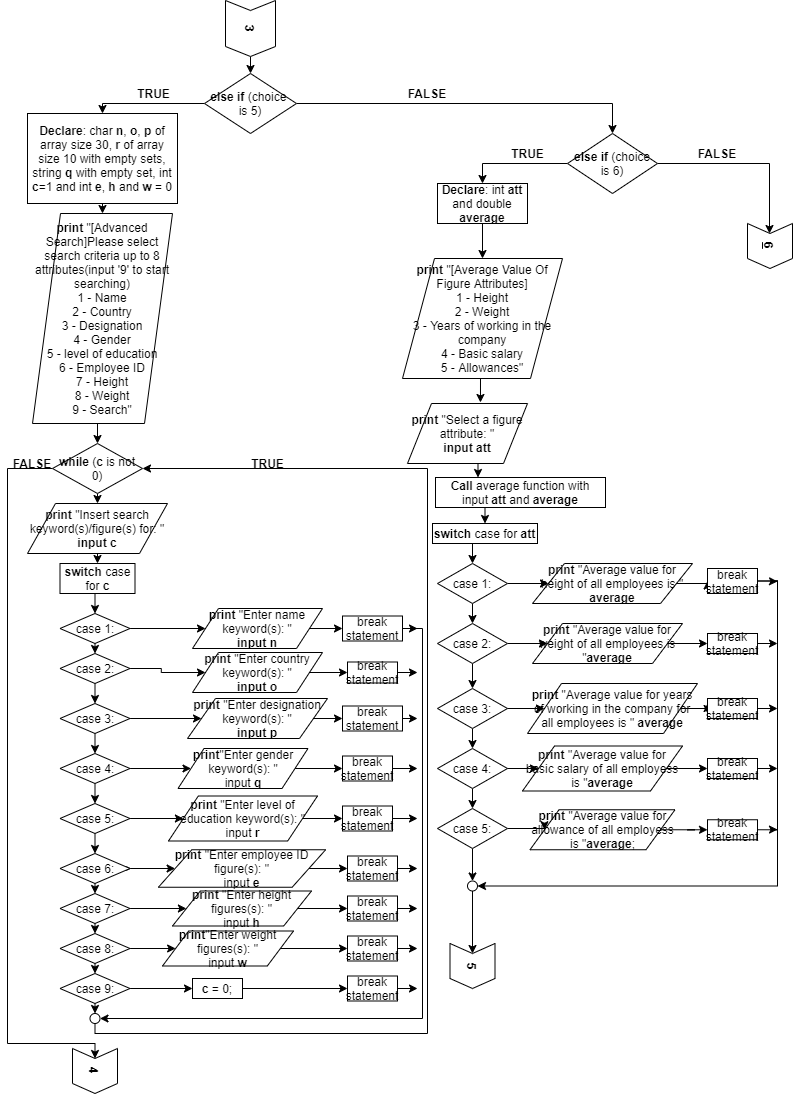 3
else if (choice
is 5)
TRUE
FALSE
Declare: char n, o, p of
array size 30, r of array
size 10 with empty sets,
string q with empty set, int
c=1 and int e, h and w = 0
print "[Advanced
Search]Please select
search criteria up to 8
attributes(input '9' to start
searching)
1 - Name
2 - Country
3 - Designation
4 - Gender
5 - level of education
6 - Employee ID
7 - Height
8 - Weight
9 - Search"
while (c is not
0)
FALSE
TRUE
print "Insert search
keyword(s)/figure(s) for: "
input c
switch case
for c
case 1:
print "Enter name
keyword(s): "
input n
break
statement
case 2:
print "Enter country
keyword(s): "
input o
break
statement
case 3:
print "Enter designation
keyword(s): "
input p
break
statement
case 4:
print"Enter gender
keyword(s): "
input q
break
statement
case 5:
print "Enter level of
education keyword(s): "
input r
break
statement
case 6:
print "Enter employee ID
figure(s): "
input e
break
statement
case 7:
print "Enter height
figures(s): "
input h
break
statement
case 8:
print"Enter weight
figures(s): "
input w
break
statement
case 9:
c = 0;
break
statement
4
else if (choice
is 6)
TRUE
FALSE
6
Declare: int att
and double
average
print "[Average Value Of
Figure Attributes]
1 - Height
2 - Weight
3 - Years of working in the
company
4 - Basic salary
5 - Allowances"
print "Select a figure
attribute: "
input att
Call average function with
input att and average
switch case for att
case 1:
print "Average value for
height of all employees is "
average
break
statement
case 2:
print "Average value for
weight of all employees is
"average
break
statement
case 3:
print "Average value for years
of working in the company for
all employees is " average
break
statement
case 4:
print "Average value for
basic salary of all employess
is "average
break
statement
case 5:
print "Average value for
allowance of all employess
is "average;
break
statement
5